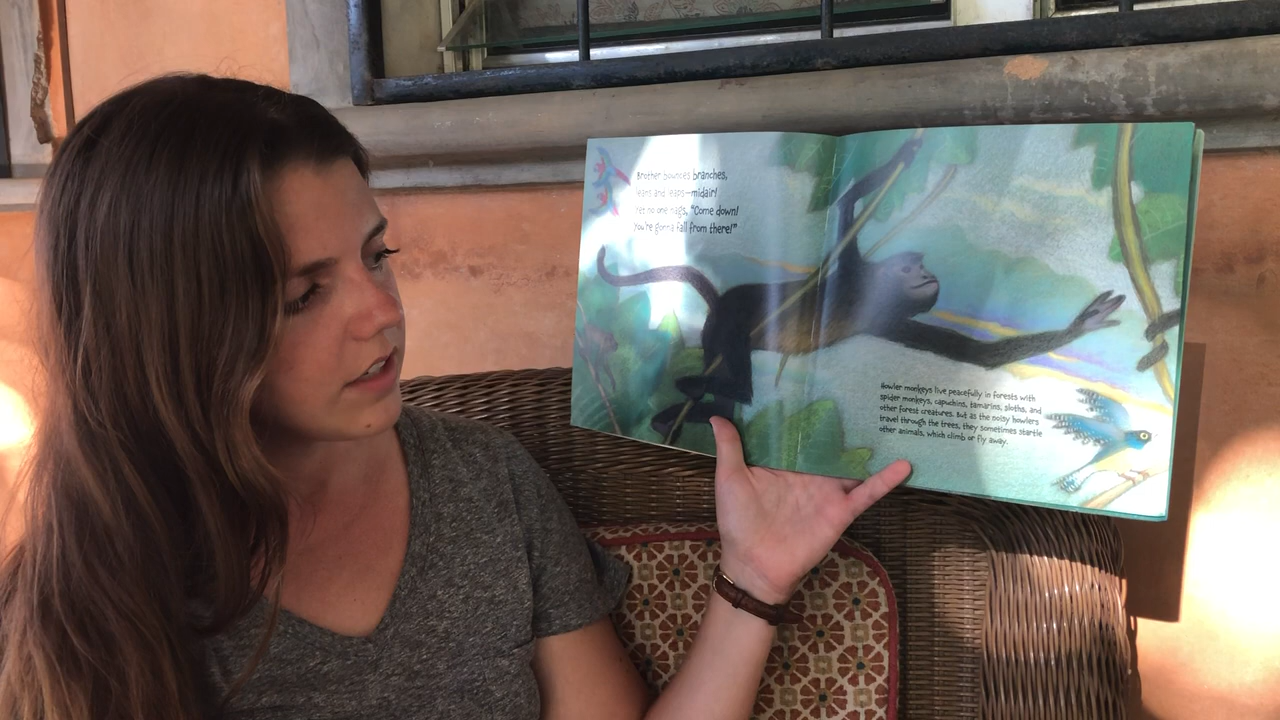 Brother bounces branches,
leans and leaps—midair!
Yet no one nags, "Come down!
You're gonna fall from there!"
Howler monkeys live peacefully in forests with
spider monkeys, capuchins, tamarins, sloths, and
other forest creatures. But as the noisy howlers
travel through the trees, they sometimes startle
other animals, which climb or fly away.